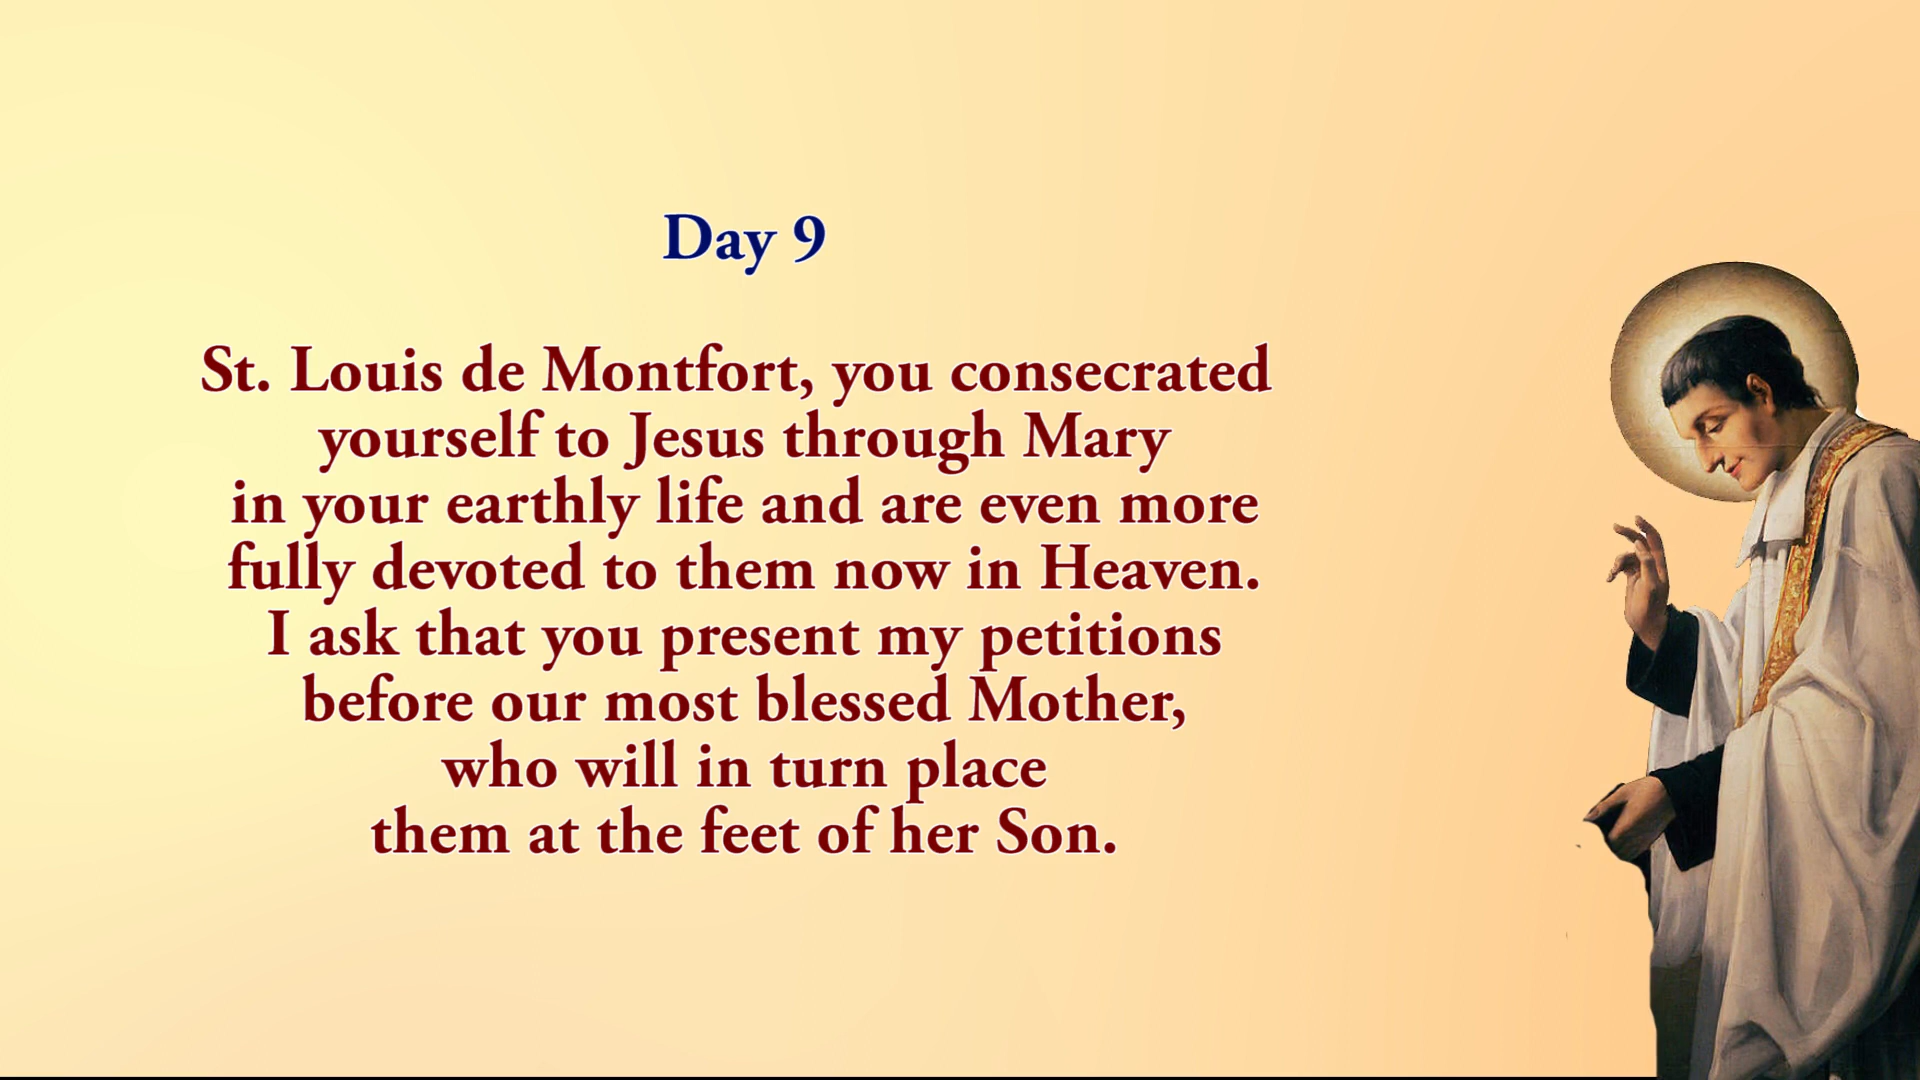 Day 9
St. Louis de Montfort, you consecrated
yourself to Jesus through Mary
in your earthly life and are even more
fully devoted to them now in Heaven.
I ask that you present my petitions
before our most blessed Mother,
who will in turn place
them at the feet of her Son.